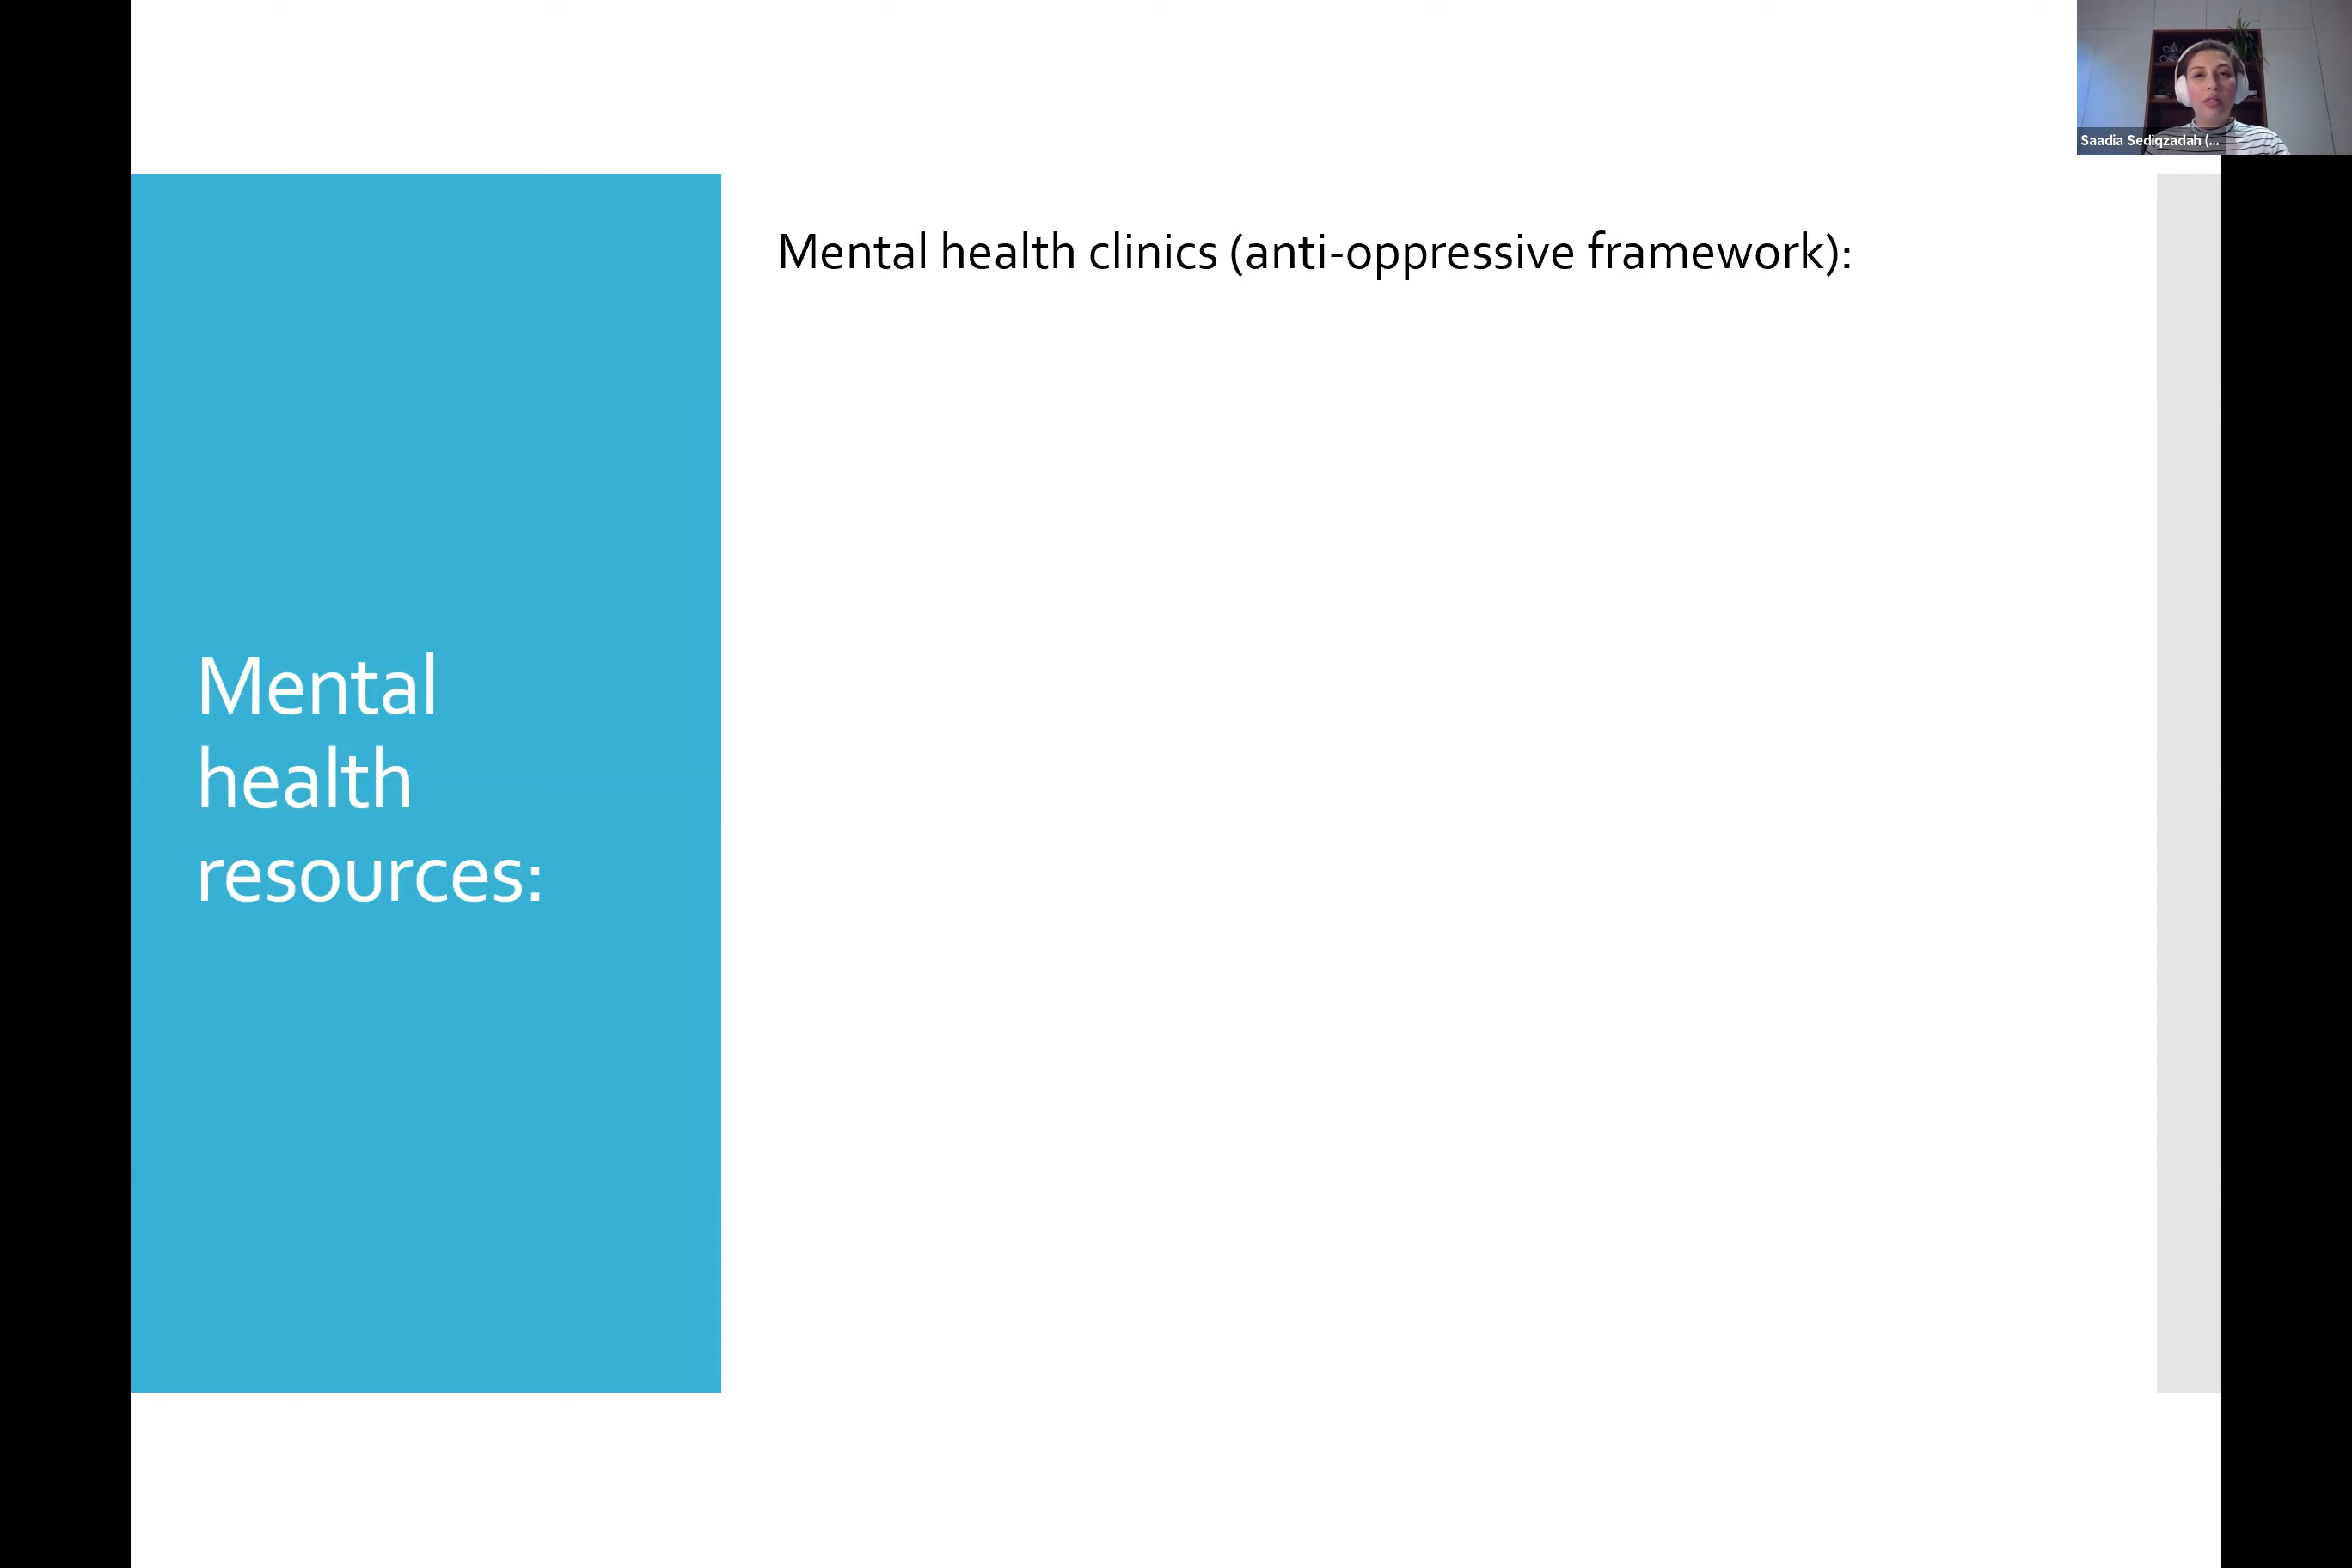 Saadia Sediqzadah (...
Mental health clinics (anti-oppressive framework):
Mental
health
resources: